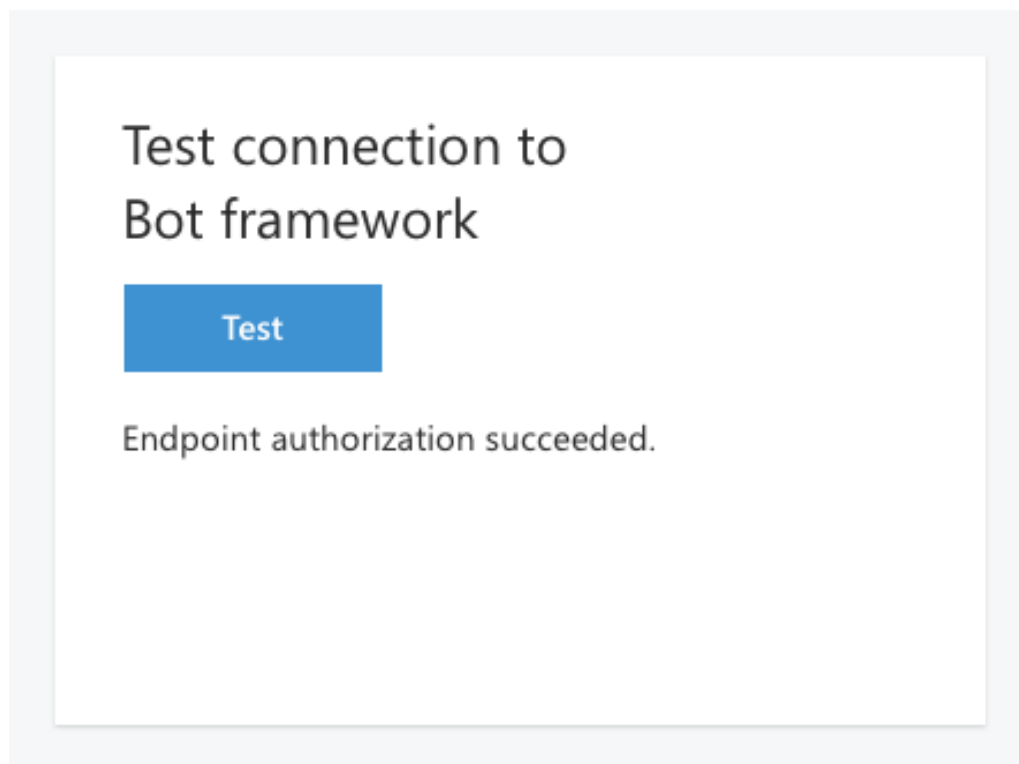 Test connection to
Bot framework
Test
Endpoint authorization succeeded.